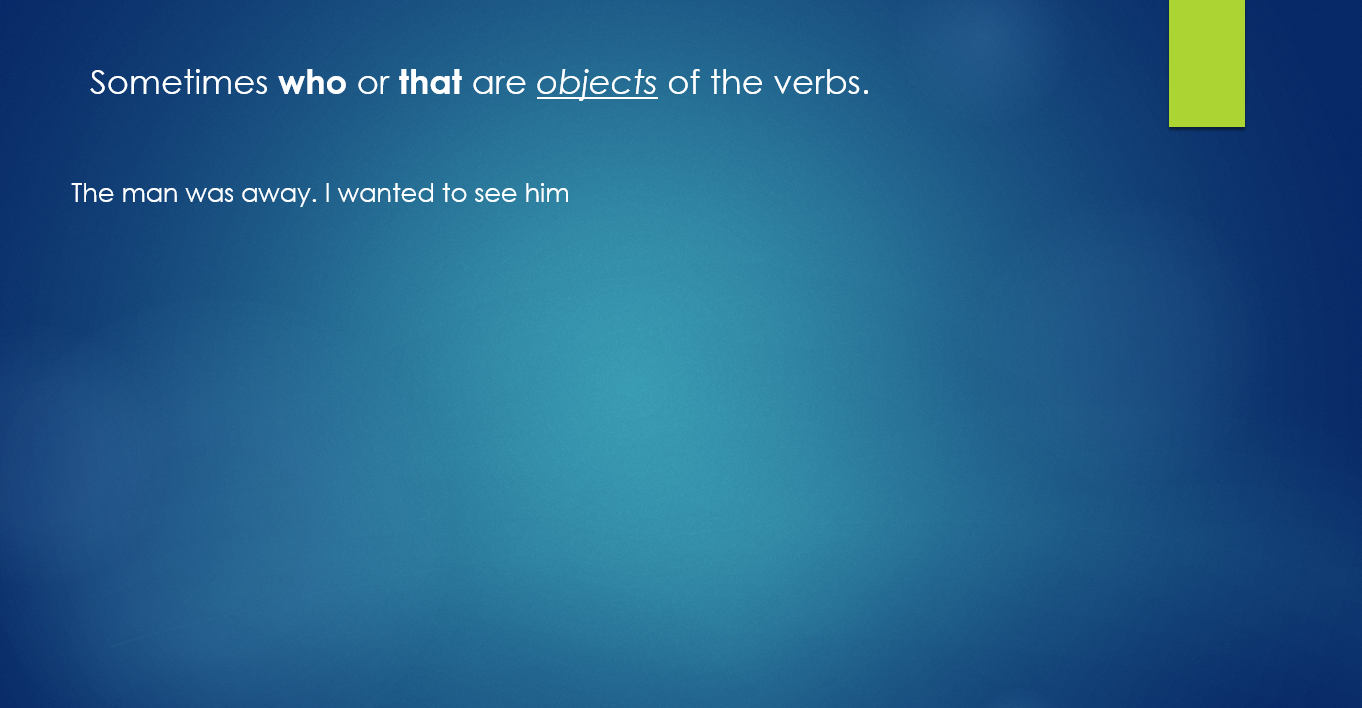 Sometimes who or that are objects of the verbs.
The man was away. I wanted to see him